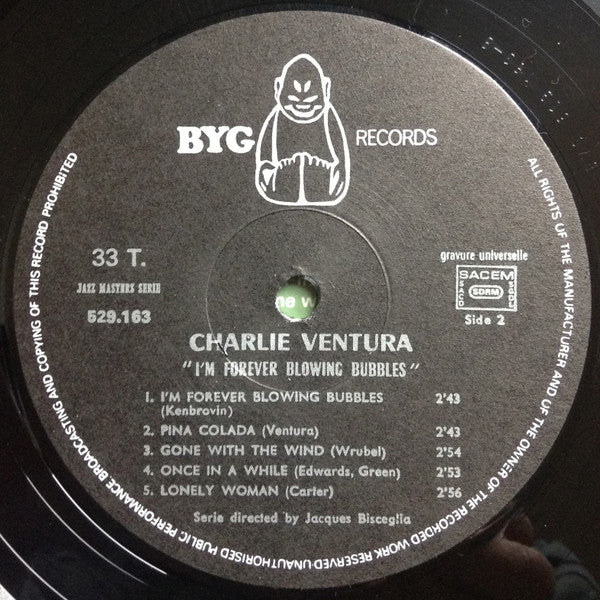 BYG RECORDS
33 T.
JAZZ MASTERS SERIE
529.163
gravure universelle
SACEM
SACD SDRM SGDL
Side 2
ne w
CHARLIE VENTURA
"I'M FOREVER BLOWING BUBBLES"
1. I'M FOREVER BLOWING BUBBLES 2'43
(Kenbrovin)
2. PINA COLADA (Ventura) 2'43
3. GONE WITH THE WIND (Wrubel) 2'54
4. ONCE IN A WHILE (Edwards, Green) 2'53
5. LONELY WOMAN (Carter) 2'56
Serie directed by Jacques Bisceglia
ALL RIGHTS OF THE MANUFACTURER AND OF THE OWNER OF THE RECORDED WORK RESERVED-UNAUTHORISED PUBLIC PERFORMANCE BROADCASTING AND COPYING OF THIS RECORD PROHIBITED